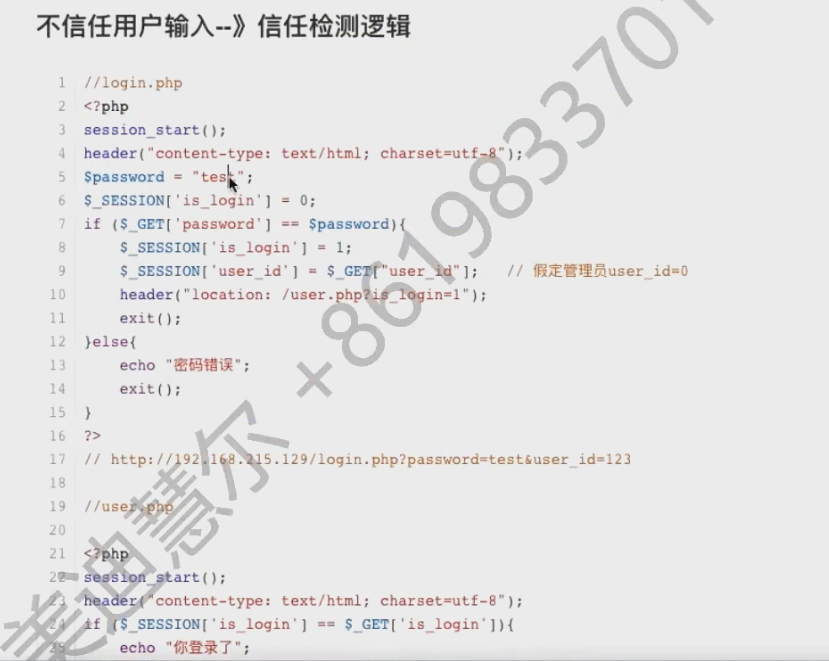 不信任用户输入--》信任检测逻辑
1 //login.php
2 <?php
3 session_start();
4 header("content-type: text/html; charset=utf-8");
5 $password = "test";
6 $_SESSION['is_login'] = 0;
7 if ($_GET['password'] == $password){
8 $_SESSION['is_login'] = 1;
9 $_SESSION['user_id'] = $_GET["user_id"]; // 假定管理员user_id=0
10 header("location: /user.php?is_login=1");
11 exit();
12 }else{
13 echo "密码错误";
14 exit();
15 }
16 ?>
17 // http://192.168.215.129/login.php?password=test&user_id=123
18
19 //user.php
20
21 <?php
22 session_start();
23 header("content-type: text/html; charset=utf-8");
24 if ($_SESSION['is_login'] == $_GET['is_login']){
25 echo "你登录了";
美迪慧尔 +8619833701